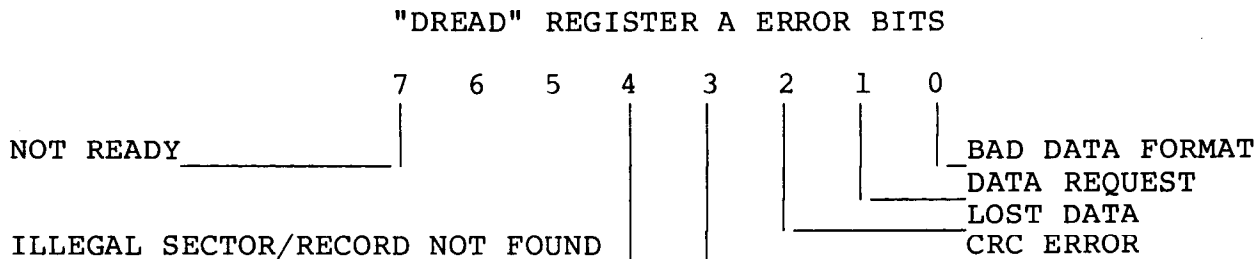 "DREAD" REGISTER A ERROR BITS
7 6 5 4 3 2 1 0
NOT READY
BAD DATA FORMAT
DATA REQUEST
LOST DATA
ILLEGAL SECTOR/RECORD NOT FOUND
CRC ERROR